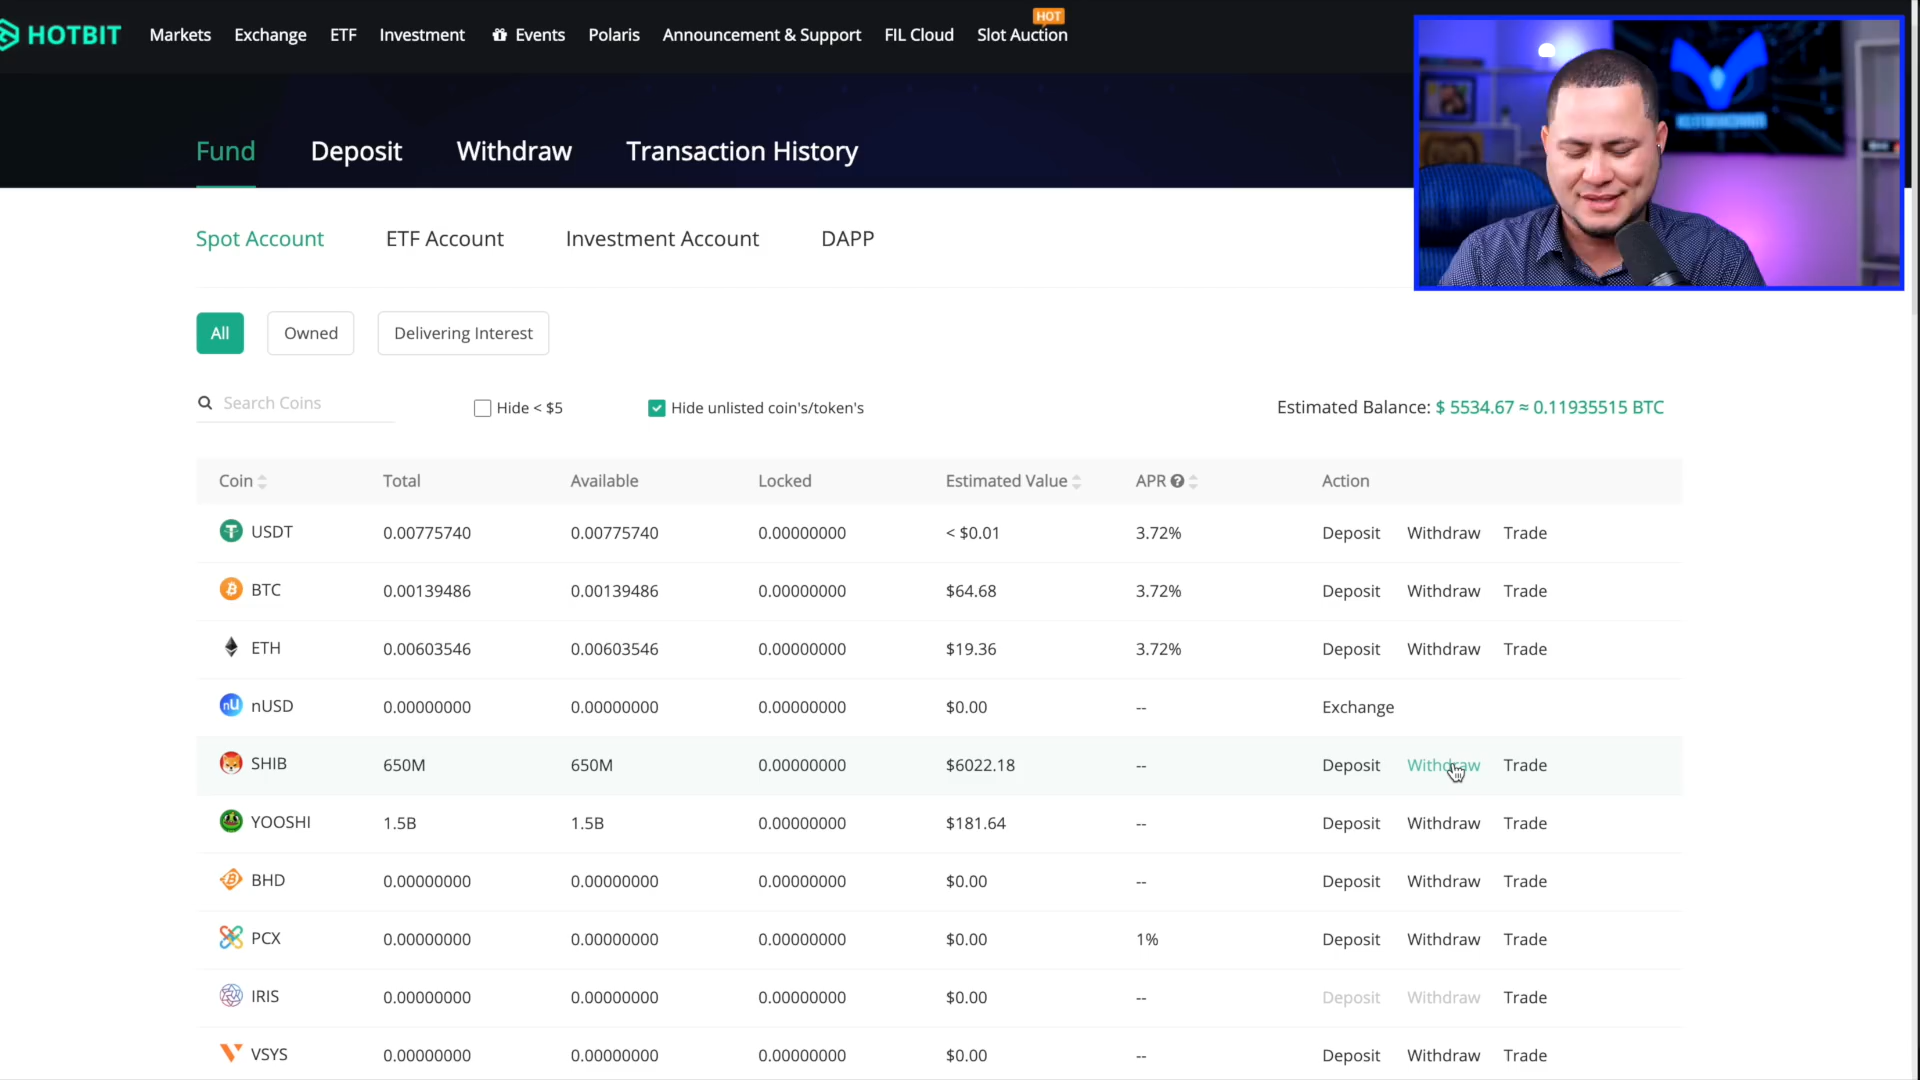 HOTBIT Markets Exchange ETF Investment Events Polaris Announcement & Support FIL Cloud Slot Auction HOT
Fund Deposit Withdraw Transaction History
Spot Account ETF Account Investment Account DAPP
All Owned Delivering Interest
Search Coins Hide < $5 Hide unlisted coin's/token's Estimated Balance: $ 5534.67 ≈ 0.11935515 BTC
Coin Total Available Locked Estimated Value APR ? Action
USDT 0.00775740 0.00775740 0.00000000 < $0.01 3.72% Deposit Withdraw Trade
BTC 0.00139486 0.00139486 0.00000000 $64.68 3.72% Deposit Withdraw Trade
ETH 0.00603546 0.00603546 0.00000000 $19.36 3.72% Deposit Withdraw Trade
nU nUSD 0.00000000 0.00000000 0.00000000 $0.00 -- Exchange
SHIB 650M 650M 0.00000000 $6022.18 -- Deposit Withdraw Trade
YOOSHI 1.5B 1.5B 0.00000000 $181.64 -- Deposit Withdraw Trade
BHD 0.00000000 0.00000000 0.00000000 $0.00 -- Deposit Withdraw Trade
PCX 0.00000000 0.00000000 0.00000000 $0.00 1% Deposit Withdraw Trade
IRIS 0.00000000 0.00000000 0.00000000 $0.00 -- Deposit Withdraw Trade
VSYS 0.00000000 0.00000000 0.00000000 $0.00 -- Deposit Withdraw Trade